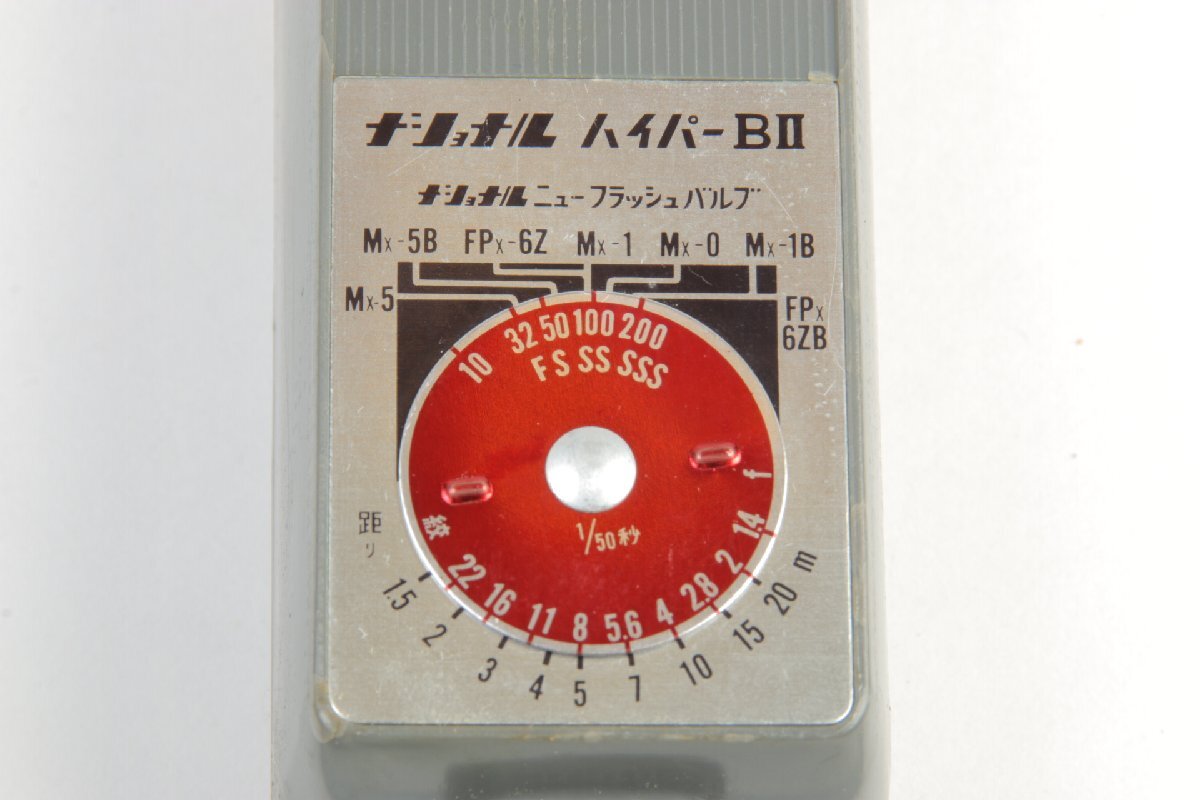 ナショナル ハイパーBⅡ
ナショナル ニューフラッシュバルブ
Mx-5B FPx-6Z Mx-1 Mx-0 Mx-1B
Mx-5
FPx
6ZB
10 32 50 100 200
F S SS SSS
f
1/50秒
絞 22 16 11 8 5.6 4 2.8 2 1.4
距
リ
1.5 2 3 4 5 7 10 15 20 m